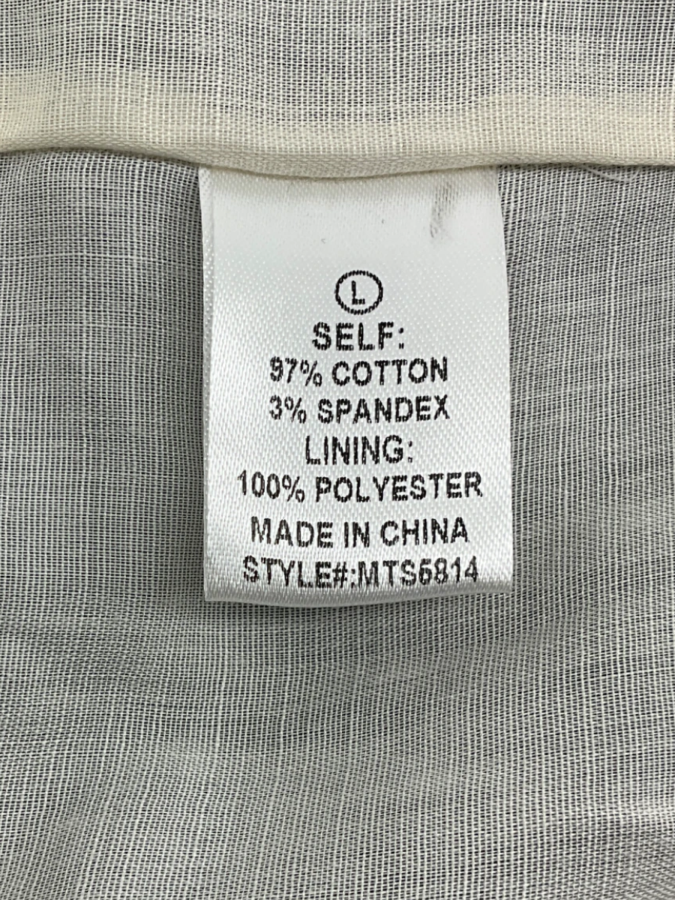 L
SELF:
97% COTTON
3% SPANDEX
LINING:
100% POLYESTER
MADE IN CHINA
STYLE#:MTS6814